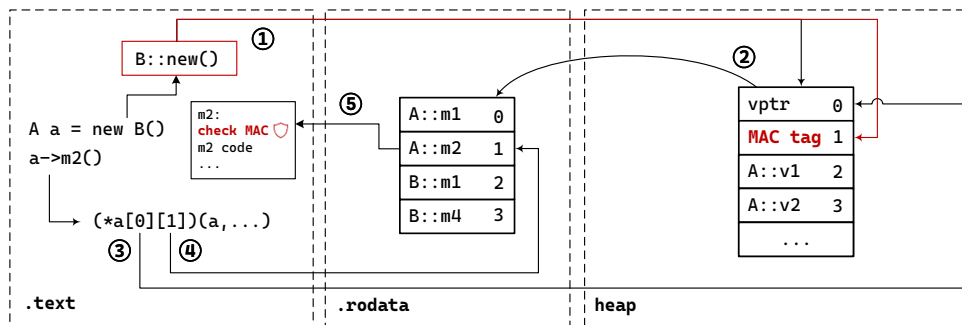 ①
B::new()
A a = new B()
a->m2()
m2:
check MAC
m2 code
...
(*a[0][1])(a,...)
③ ④
.text
⑤
A::m1 0
A::m2 1
B::m1 2
B::m4 3
.rodata
②
vptr 0
MAC tag 1
A::v1 2
A::v2 3
...
heap